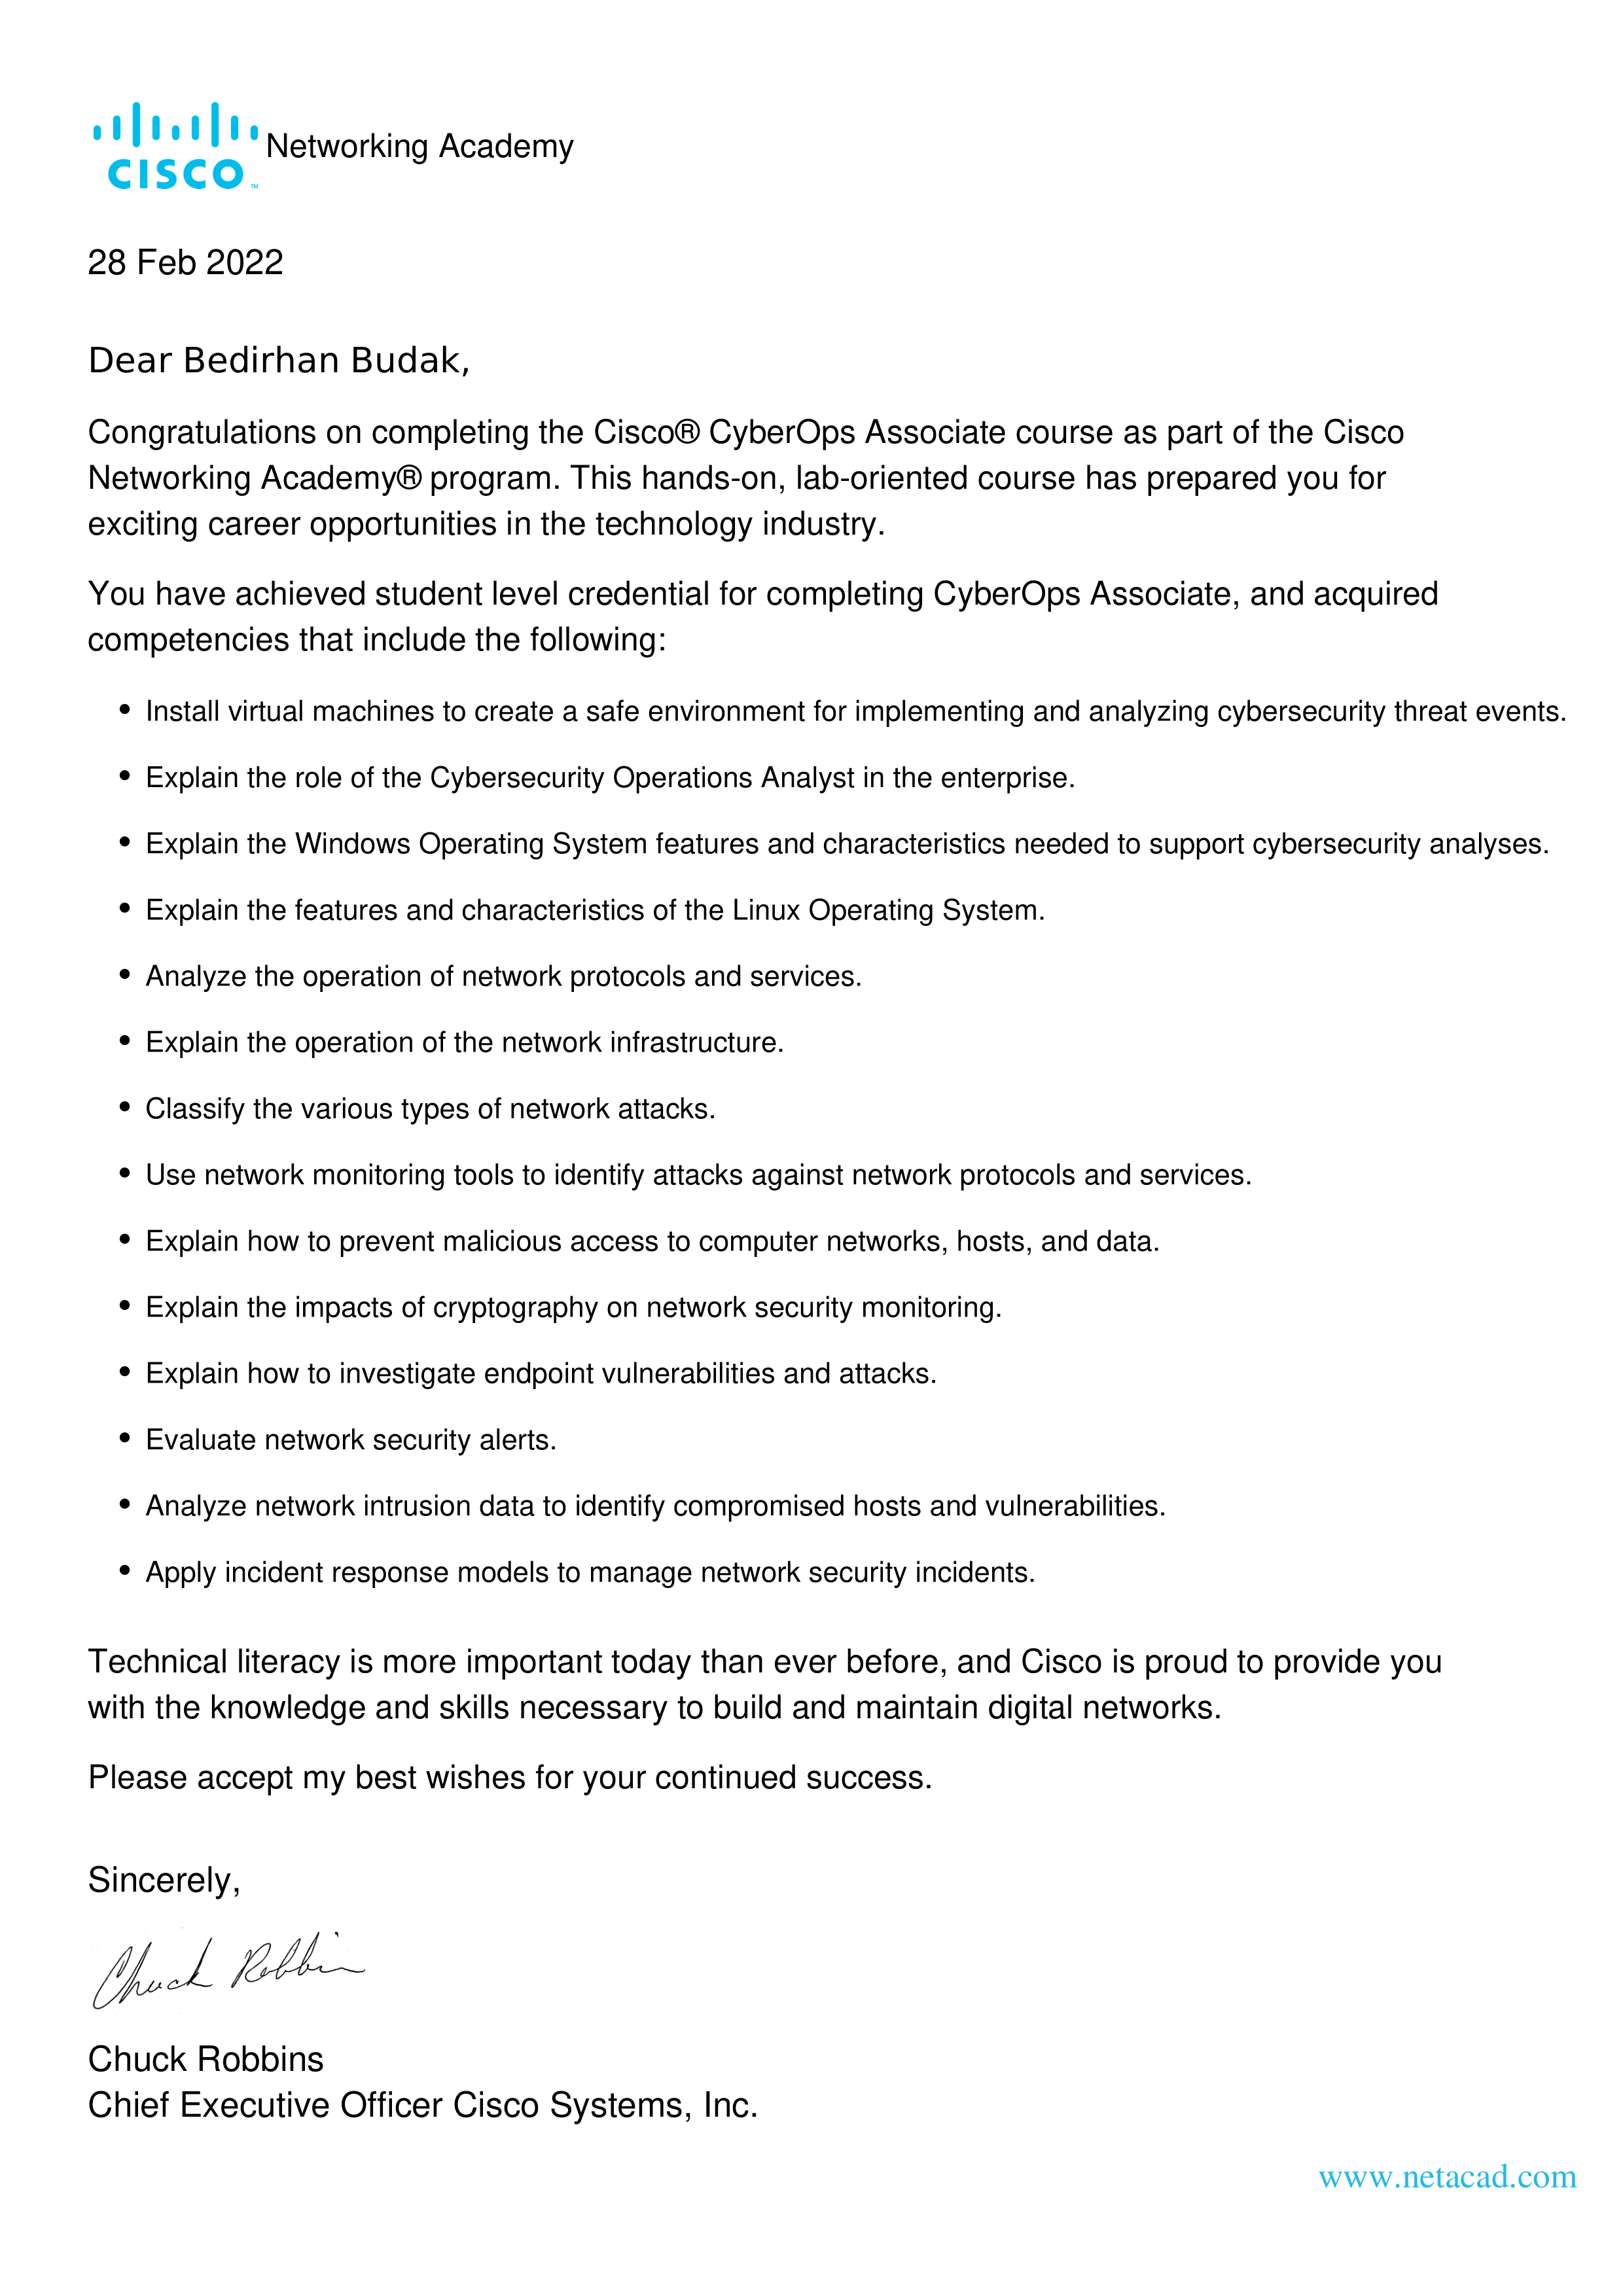 CISCO™ Networking Academy
28 Feb 2022
Dear Bedirhan Budak,
Congratulations on completing the Cisco® CyberOps Associate course as part of the Cisco
Networking Academy® program. This hands-on, lab-oriented course has prepared you for
exciting career opportunities in the technology industry.
You have achieved student level credential for completing CyberOps Associate, and acquired
competencies that include the following:
• Install virtual machines to create a safe environment for implementing and analyzing cybersecurity threat events.
• Explain the role of the Cybersecurity Operations Analyst in the enterprise.
• Explain the Windows Operating System features and characteristics needed to support cybersecurity analyses.
• Explain the features and characteristics of the Linux Operating System.
• Analyze the operation of network protocols and services.
• Explain the operation of the network infrastructure.
• Classify the various types of network attacks.
• Use network monitoring tools to identify attacks against network protocols and services.
• Explain how to prevent malicious access to computer networks, hosts, and data.
• Explain the impacts of cryptography on network security monitoring.
• Explain how to investigate endpoint vulnerabilities and attacks.
• Evaluate network security alerts.
• Analyze network intrusion data to identify compromised hosts and vulnerabilities.
• Apply incident response models to manage network security incidents.
Technical literacy is more important today than ever before, and Cisco is proud to provide you
with the knowledge and skills necessary to build and maintain digital networks.
Please accept my best wishes for your continued success.
Sincerely,
Chuck Robbins
Chuck Robbins
Chief Executive Officer Cisco Systems, Inc.
www.netacad.com